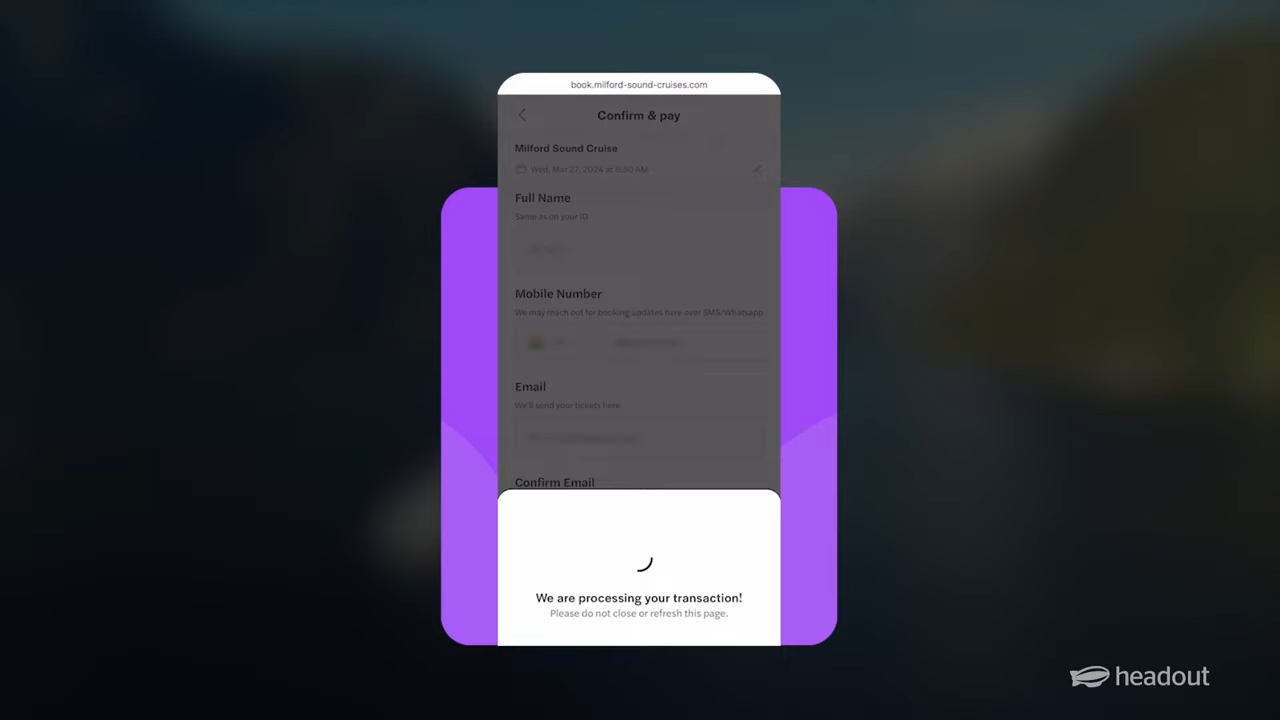 book.milford-sound-cruises.com
Confirm & pay
Milford Sound Cruise
Wed, Mar 27, 2024 at 8:50 AM
Full Name
Same as on your ID
Mobile Number
We may reach out for booking updates here over SMS/Whatsapp
Email
We'll send your tickets here
Confirm Email
We are processing your transaction!
Please do not close or refresh this page.
headout